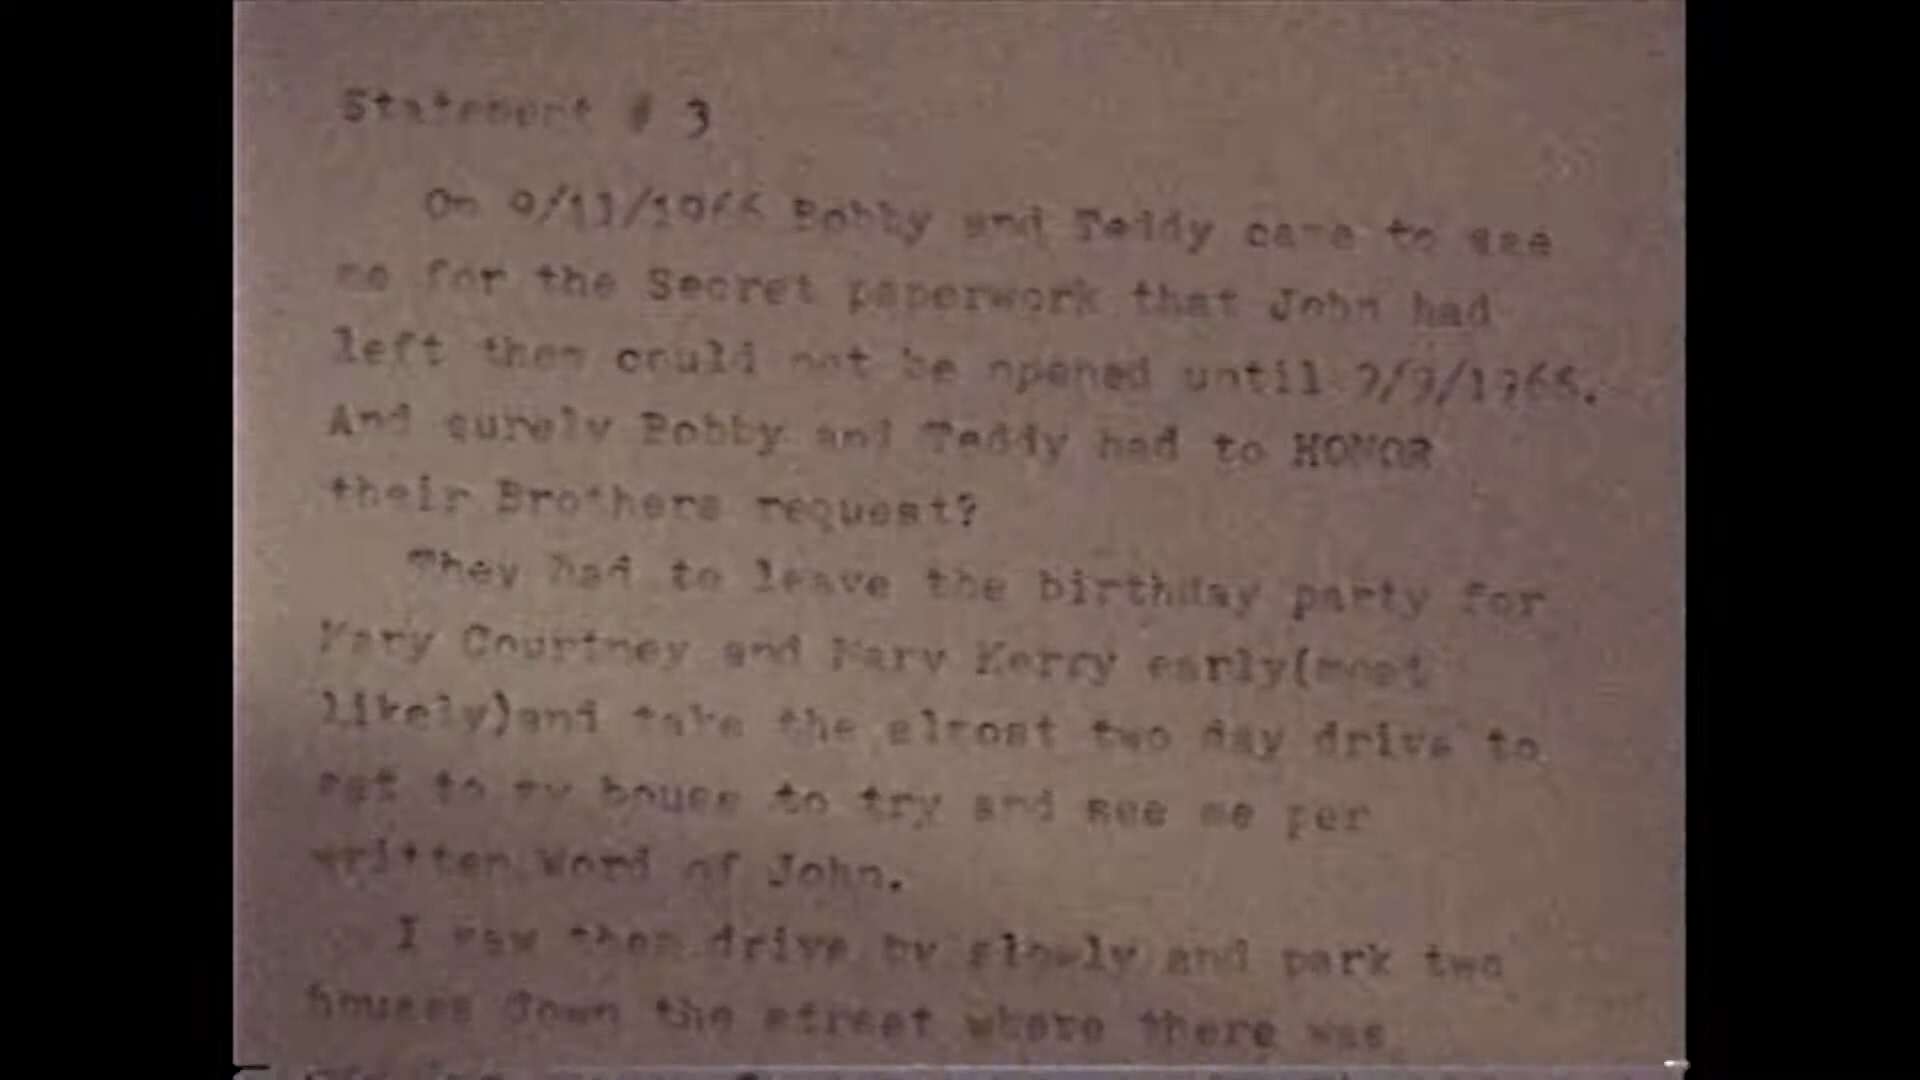 Statement # 3
On 9/11/1966 Bobby and Teddy came to see
me for the Secret paperwork that John had
left them could not be opened until 9/9/1966.
And surely Bobby and Teddy had to HONOR
their Brothers request?
They had to leave the birthday party for
Mary Courtney and Mary Kerry early(most
likely)and take the almost two day drive to
get to my house to try and see me per
written word of John.
I saw them drive by slowly and park two
houses down the street where there was